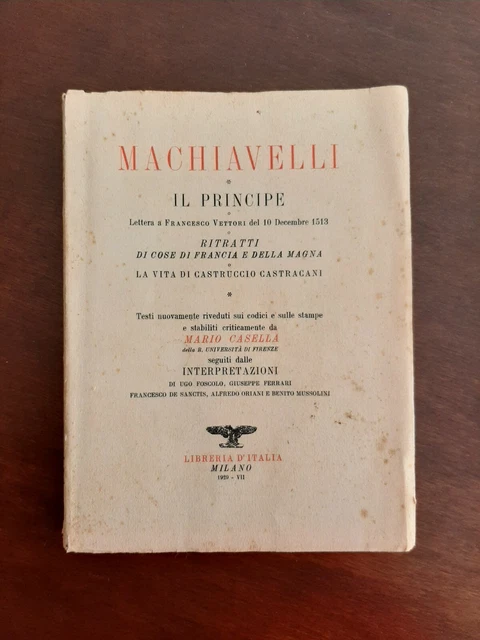 MACHIAVELLI
*
IL PRINCIPE
*
Lettera a FRANCESCO VETTORI del 10 Decembre 1513
*
RITRATTI
DI COSE DI FRANCIA E DELLA MAGNA
*
LA VITA DI CASTRUCCIO CASTRACANI
*
Testi nuovamente riveduti sui codici e sulle stampe
e stabiliti criticamente da
MARIO CASELLA
della R. UNIVERSITÀ DI FIRENZE
seguiti dalle
INTERPRETAZIONI
DI UGO FOSCOLO, GIUSEPPE FERRARI
FRANCESCO DE SANCTIS, ALFREDO ORIANI E BENITO MUSSOLINI
LIBRERIA D'ITALIA
MILANO
1929 - VII